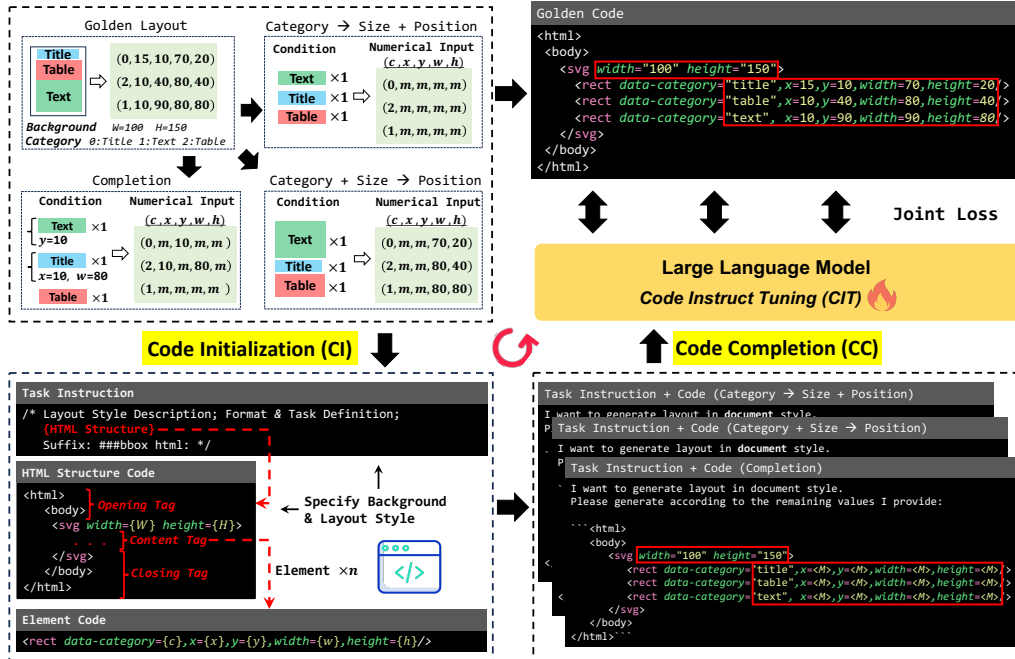 Golden Layout
Title
Table
Text
(0,15,10,70,20)
(2,10,40,80,40)
(1,10,90,80,80)
Background W=100 H=150
Category 0:Title 1:Text 2:Table
Category → Size + Position
Condition
Numerical Input
(c,x,y,w,h)
Text ×1
Title ×1
Table ×1
(0,m,m,m,m)
(2,m,m,m,m)
(1,m,m,m,m)
Completion
Condition
Numerical Input
(c,x,y,w,h)
Text ×1
y=10
Title ×1
x=10, w=80
Table ×1
(0,m,10,m,m )
(2,10,m,80,m)
(1,m,m,m,m )
Category + Size → Position
Condition
Numerical Input
(c,x,y,w,h)
Text ×1
Title ×1
Table ×1
(0,m,m,70,20)
(2,m,m,80,40)
(1,m,m,80,80)
Golden Code
<html>
<body>
<svg width="100" height="150">
<rect data-category="title",x=15,y=10,width=70,height=20/>
<rect data-category="table",x=10,y=40,width=80,height=40/>
<rect data-category="text", x=10,y=90,width=90,height=80/>
</svg>
</body>
</html>
Joint Loss
Large Language Model
Code Instruct Tuning (CIT)
Code Initialization (CI)
Code Completion (CC)
Task Instruction
/* Layout Style Description; Format & Task Definition;
{HTML Structure}
Suffix: ###bbox html: */
HTML Structure Code
<html>
<body>
Opening Tag
<svg width={W} height={H}>
. . . Content Tag
</svg>
</body>
Closing Tag
</html>
Specify Background
& Layout Style
</>
Element ×n
Element Code
<rect data-category={c},x={x},y={y},width={w},height={h}/>
Task Instruction + Code (Category → Size + Position)
I want to generate layout in document style.
P
Task Instruction + Code (Category + Size → Position)
I want to generate layout in document style.
P
Task Instruction + Code (Completion)
` I want to generate layout in document style.
Please generate according to the remaining values I provide:
```<html>
<body>
<svg width="100" height="150">
<rect data-category="title",x=<M>,y=<M>,width=<M>,height=<M>/>
<rect data-category="table",x=<M>,y=<M>,width=<M>,height=<M>/>
<rect data-category="text", x=<M>,y=<M>,width=<M>,height=<M>/>
</svg>
</body>
</html>```